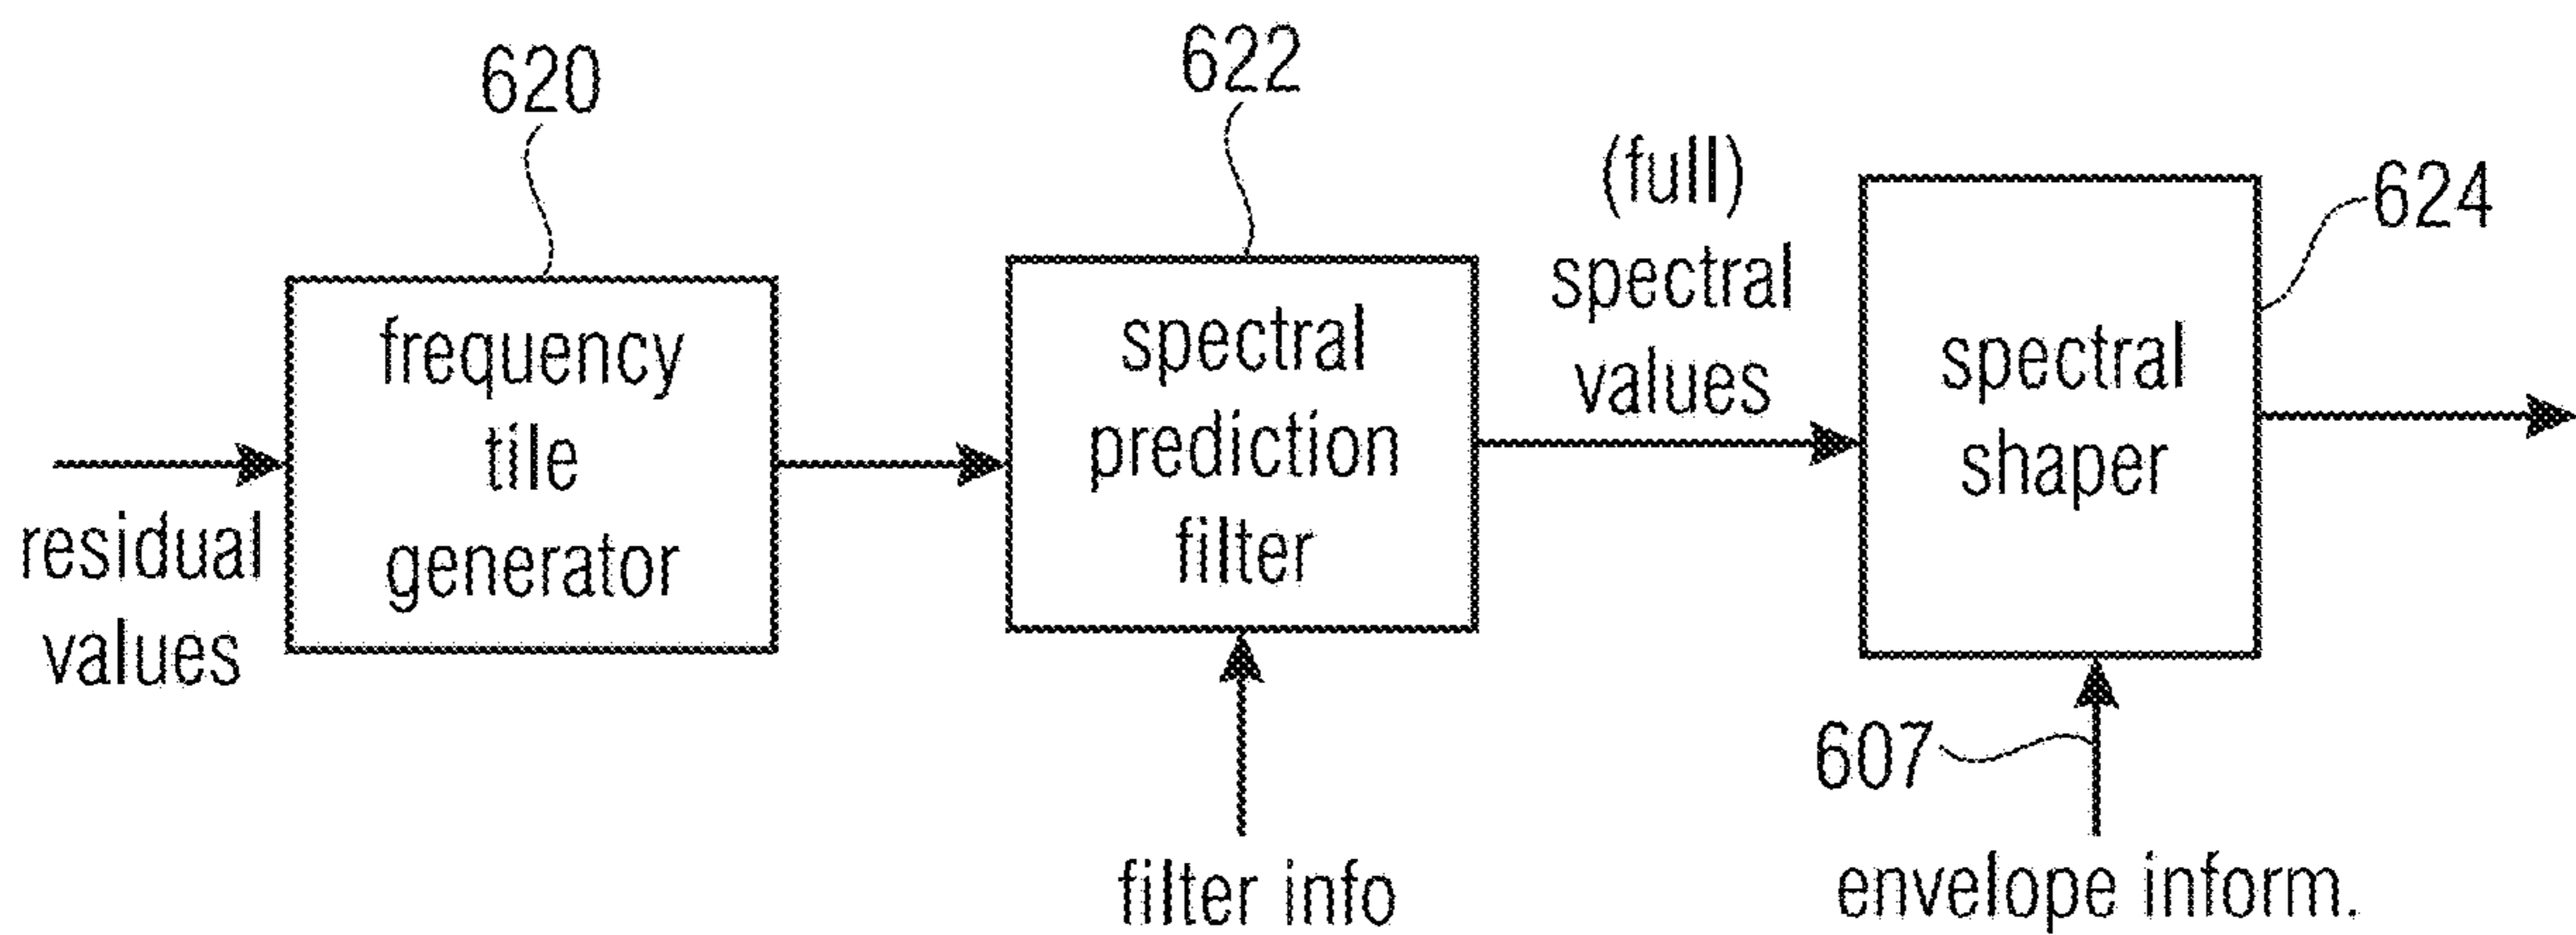 620
622
(full)
spectral
values
624
frequency
tile
generator
spectral
prediction
filter
spectral
shaper
residual
values
607
filter info
envelope inform.